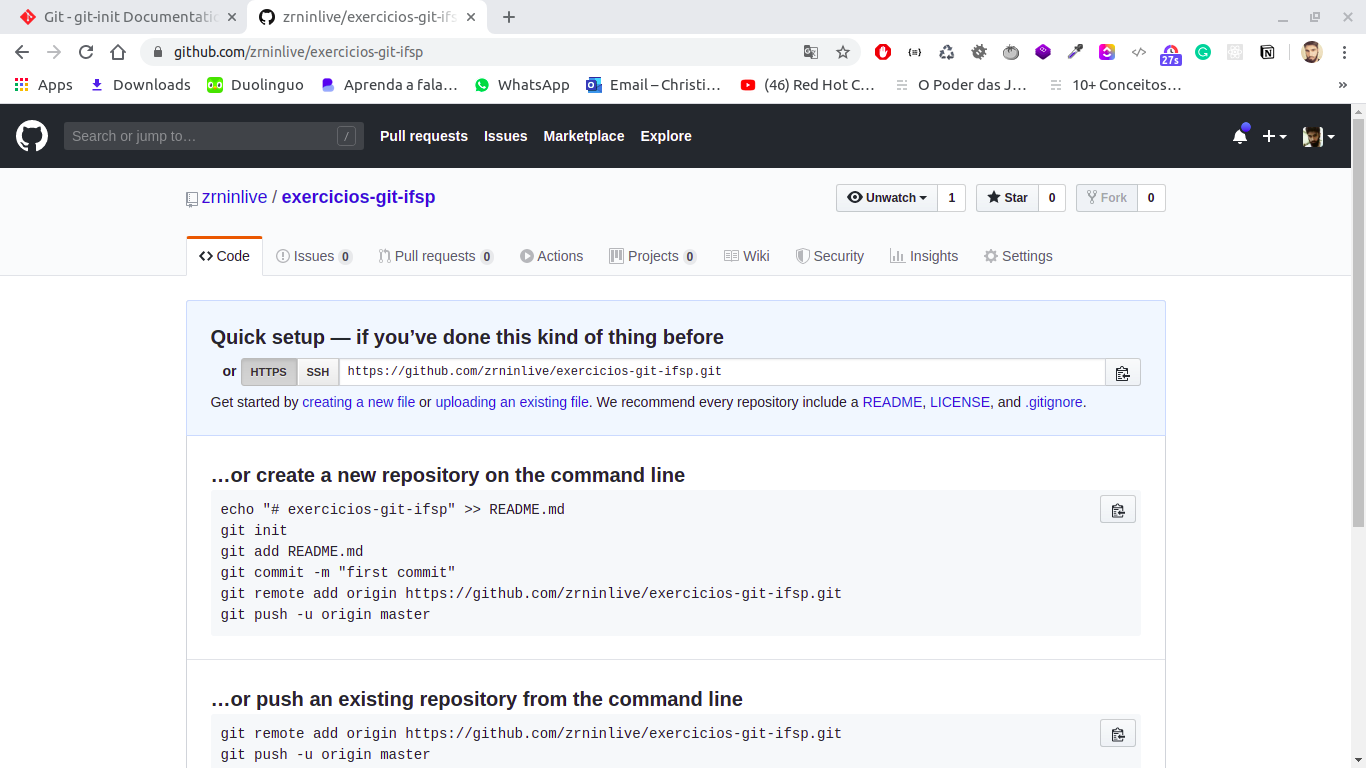 Git - git-init Documentatic
zrninlive/exercicios-git-ifs
github.com/zrninlive/exercicios-git-ifsp
27s
Apps Downloads Duolinguo Aprenda a fala… WhatsApp Email – Christi… (46) Red Hot C… O Poder das J… 10+ Conceitos… »
Search or jump to… / Pull requests Issues Marketplace Explore
zrninlive / exercicios-git-ifsp
Unwatch 1 Star 0 Fork 0
Code Issues 0 Pull requests 0 Actions Projects 0 Wiki Security Insights Settings
Quick setup — if you’ve done this kind of thing before
or HTTPS SSH https://github.com/zrninlive/exercicios-git-ifsp.git
Get started by creating a new file or uploading an existing file. We recommend every repository include a README, LICENSE, and .gitignore.
…or create a new repository on the command line
echo "# exercicios-git-ifsp" >> README.md
git init
git add README.md
git commit -m "first commit"
git remote add origin https://github.com/zrninlive/exercicios-git-ifsp.git
git push -u origin master
…or push an existing repository from the command line
git remote add origin https://github.com/zrninlive/exercicios-git-ifsp.git
git push -u origin master